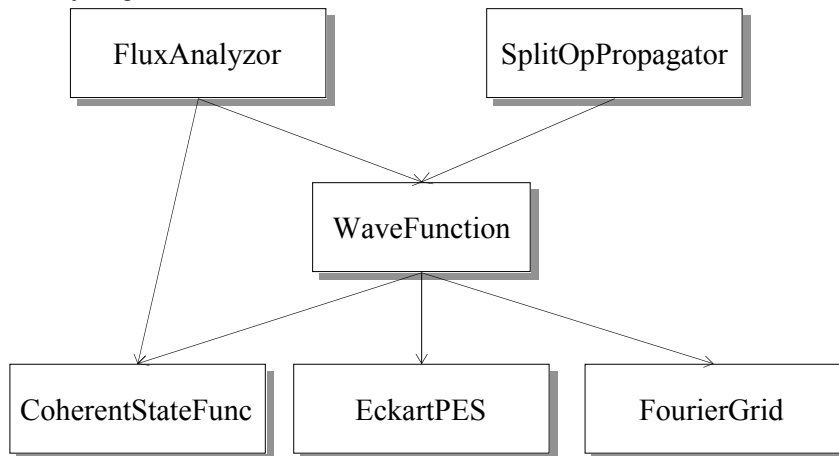 FluxAnalyzor
SplitOpPropagator
WaveFunction
CoherentStateFunc
EckartPES
FourierGrid